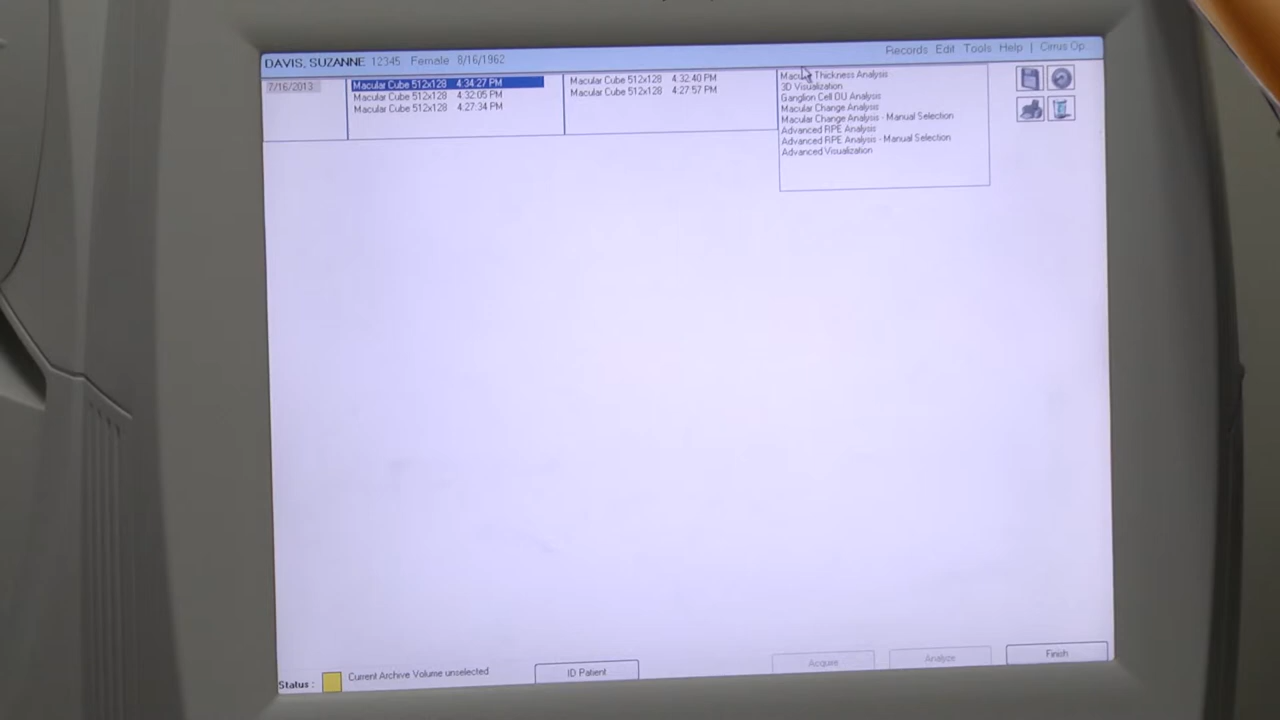 DAVIS, SUZANNE 12345 Female 8/16/1962
Records Edit Tools Help | Cirrus Op...
7/16/2013
Macular Cube 512x128 4:34:27 PM
Macular Cube 512x128 4:32:05 PM
Macular Cube 512x128 4:27:34 PM
Macular Cube 512x128 4:32:40 PM
Macular Cube 512x128 4:27:57 PM
Macular Thickness Analysis
3D Visualization
Ganglion Cell OU Analysis
Macular Change Analysis
Macular Change Analysis - Manual Selection
Advanced RPE Analysis
Advanced RPE Analysis - Manual Selection
Advanced Visualization
Status : Current Archive Volume unselected
ID Patient
Acquire
Analyze
Finish